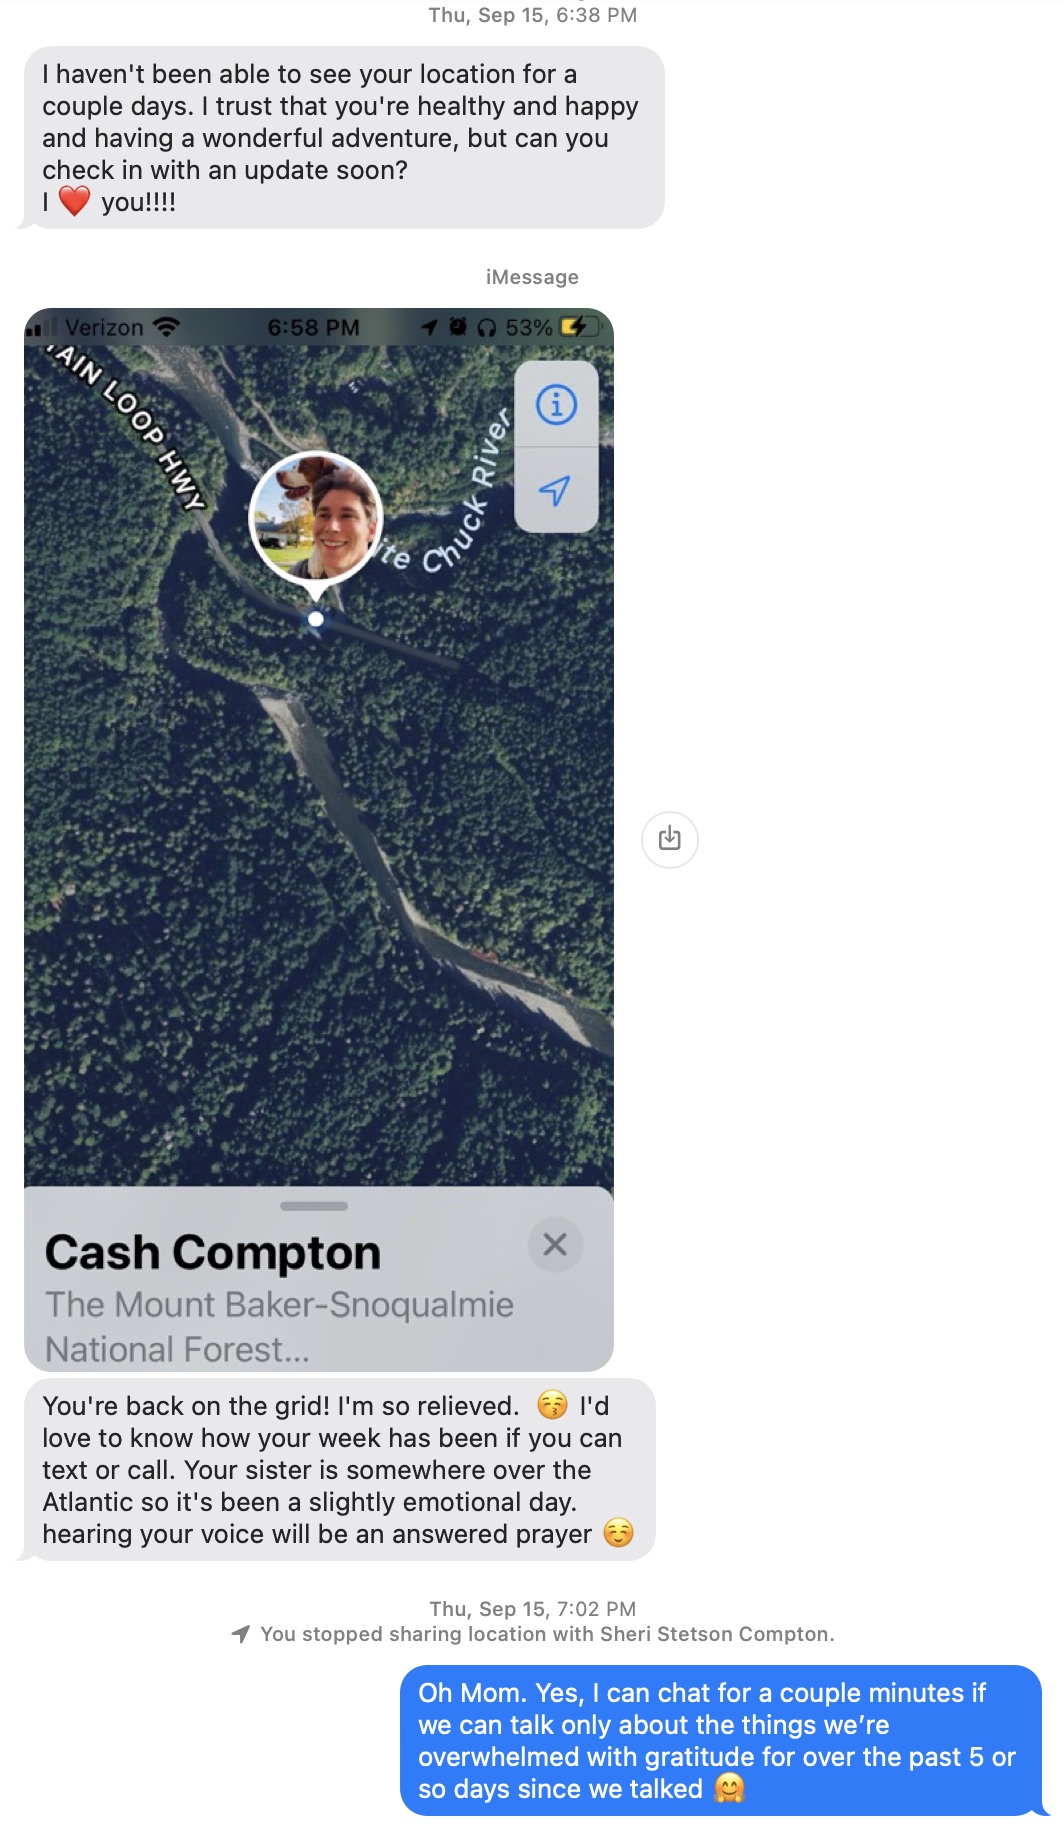 Thu, Sep 15, 6:38 PM
I haven't been able to see your location for a
couple days. I trust that you're healthy and happy
and having a wonderful adventure, but can you
check in with an update soon?
I ❤️ you!!!!
iMessage
Verizon 6:58 PM 53%
TAIN LOOP HWY
ite Chuck River
Cash Compton
The Mount Baker-Snoqualmie
National Forest...
You're back on the grid! I'm so relieved. 😚 I'd
love to know how your week has been if you can
text or call. Your sister is somewhere over the
Atlantic so it's been a slightly emotional day.
hearing your voice will be an answered prayer ☺️
Thu, Sep 15, 7:02 PM
You stopped sharing location with Sheri Stetson Compton.
Oh Mom. Yes, I can chat for a couple minutes if
we can talk only about the things we’re
overwhelmed with gratitude for over the past 5 or
so days since we talked 🤗